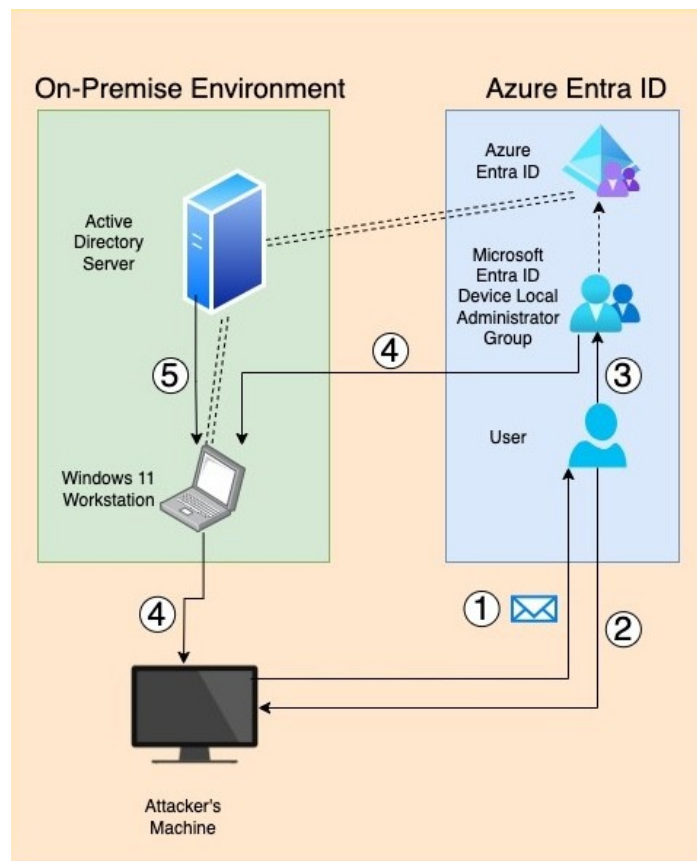 On-Premise Environment
Azure Entra ID
Azure
Entra ID
Active
Directory
Server
Microsoft
Entra ID
Device Local
Administrator
Group
4
5
3
User
Windows 11
Workstation
1
2
4
Attacker's
Machine